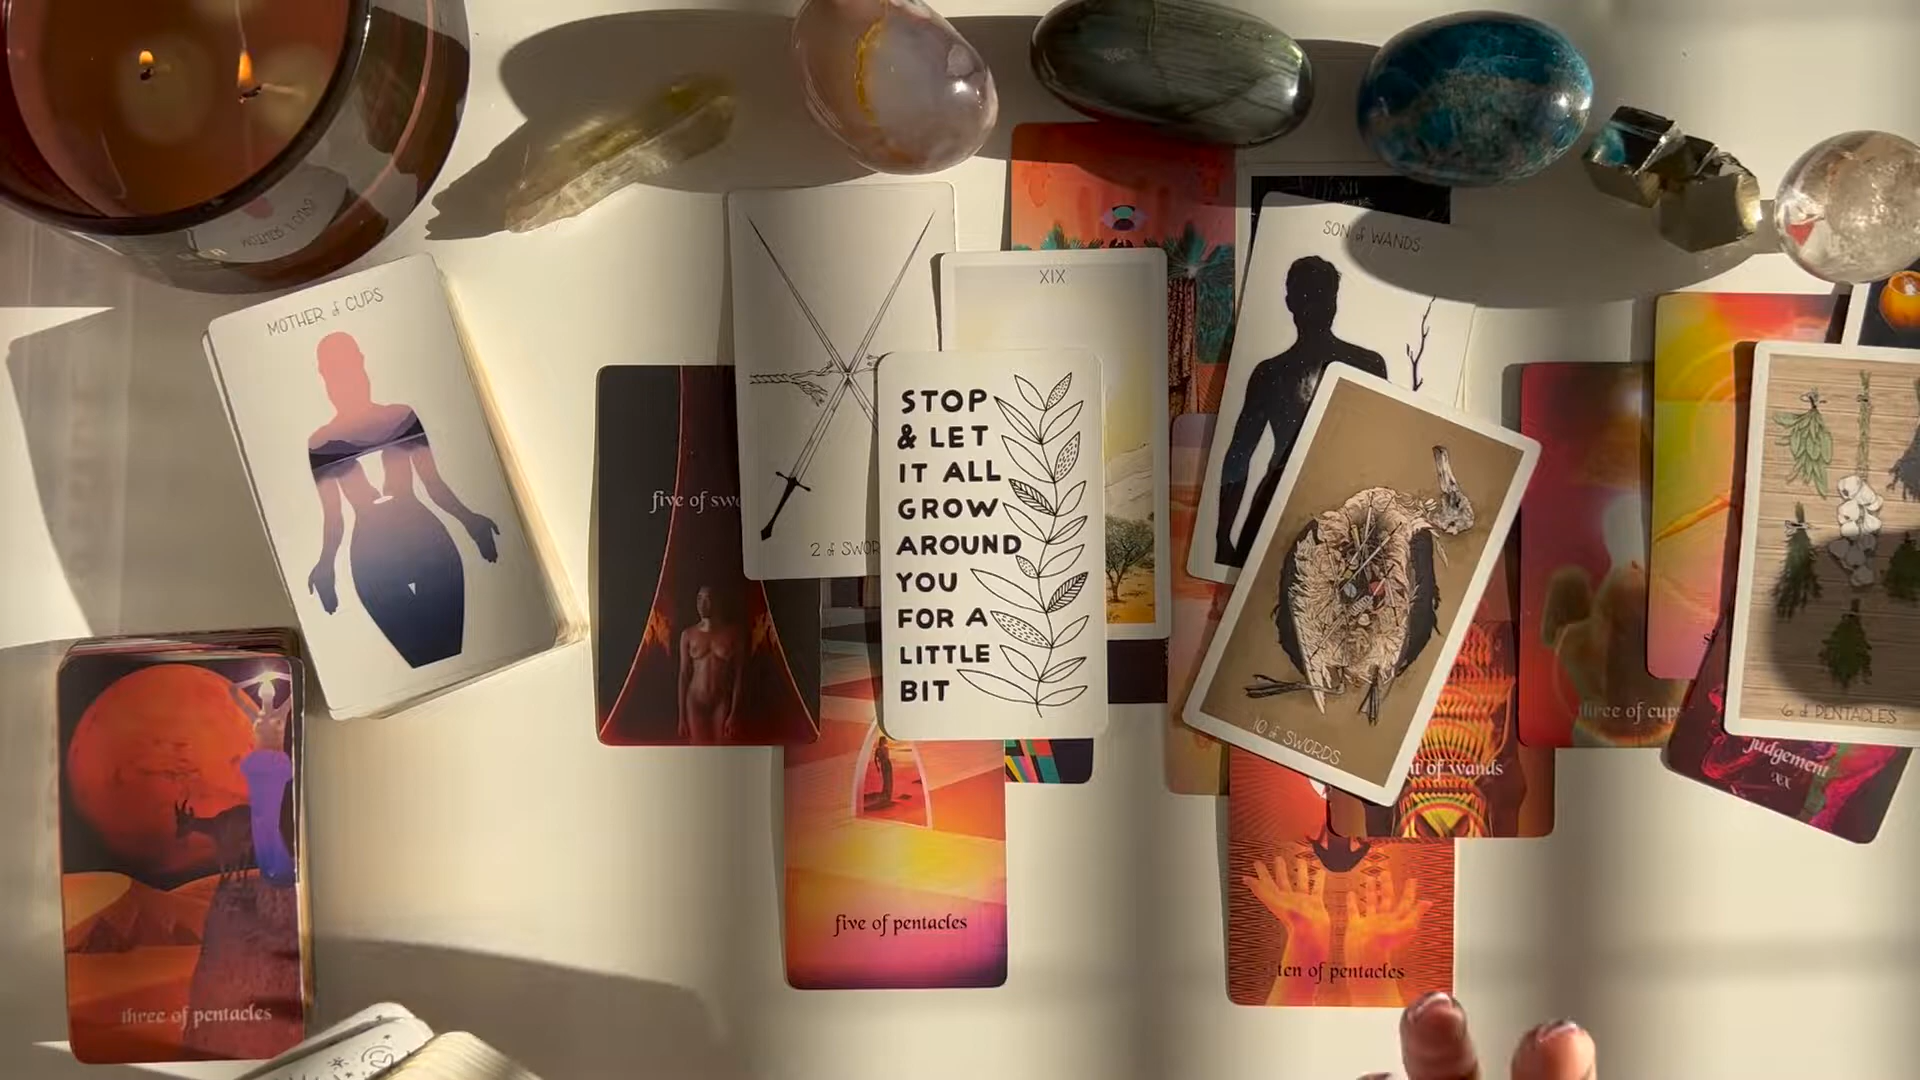 XII
SON of WANDS
XIX
MOTHER of CUPS
STOP
& LET
IT ALL
GROW
AROUND
YOU
FOR A
LITTLE
BIT
five of
2 of
three of cups
6 of PENTACLES
10 of SWORDS
judgement
XX
of wands
five of pentacles
ten of pentacles
three of pentacles